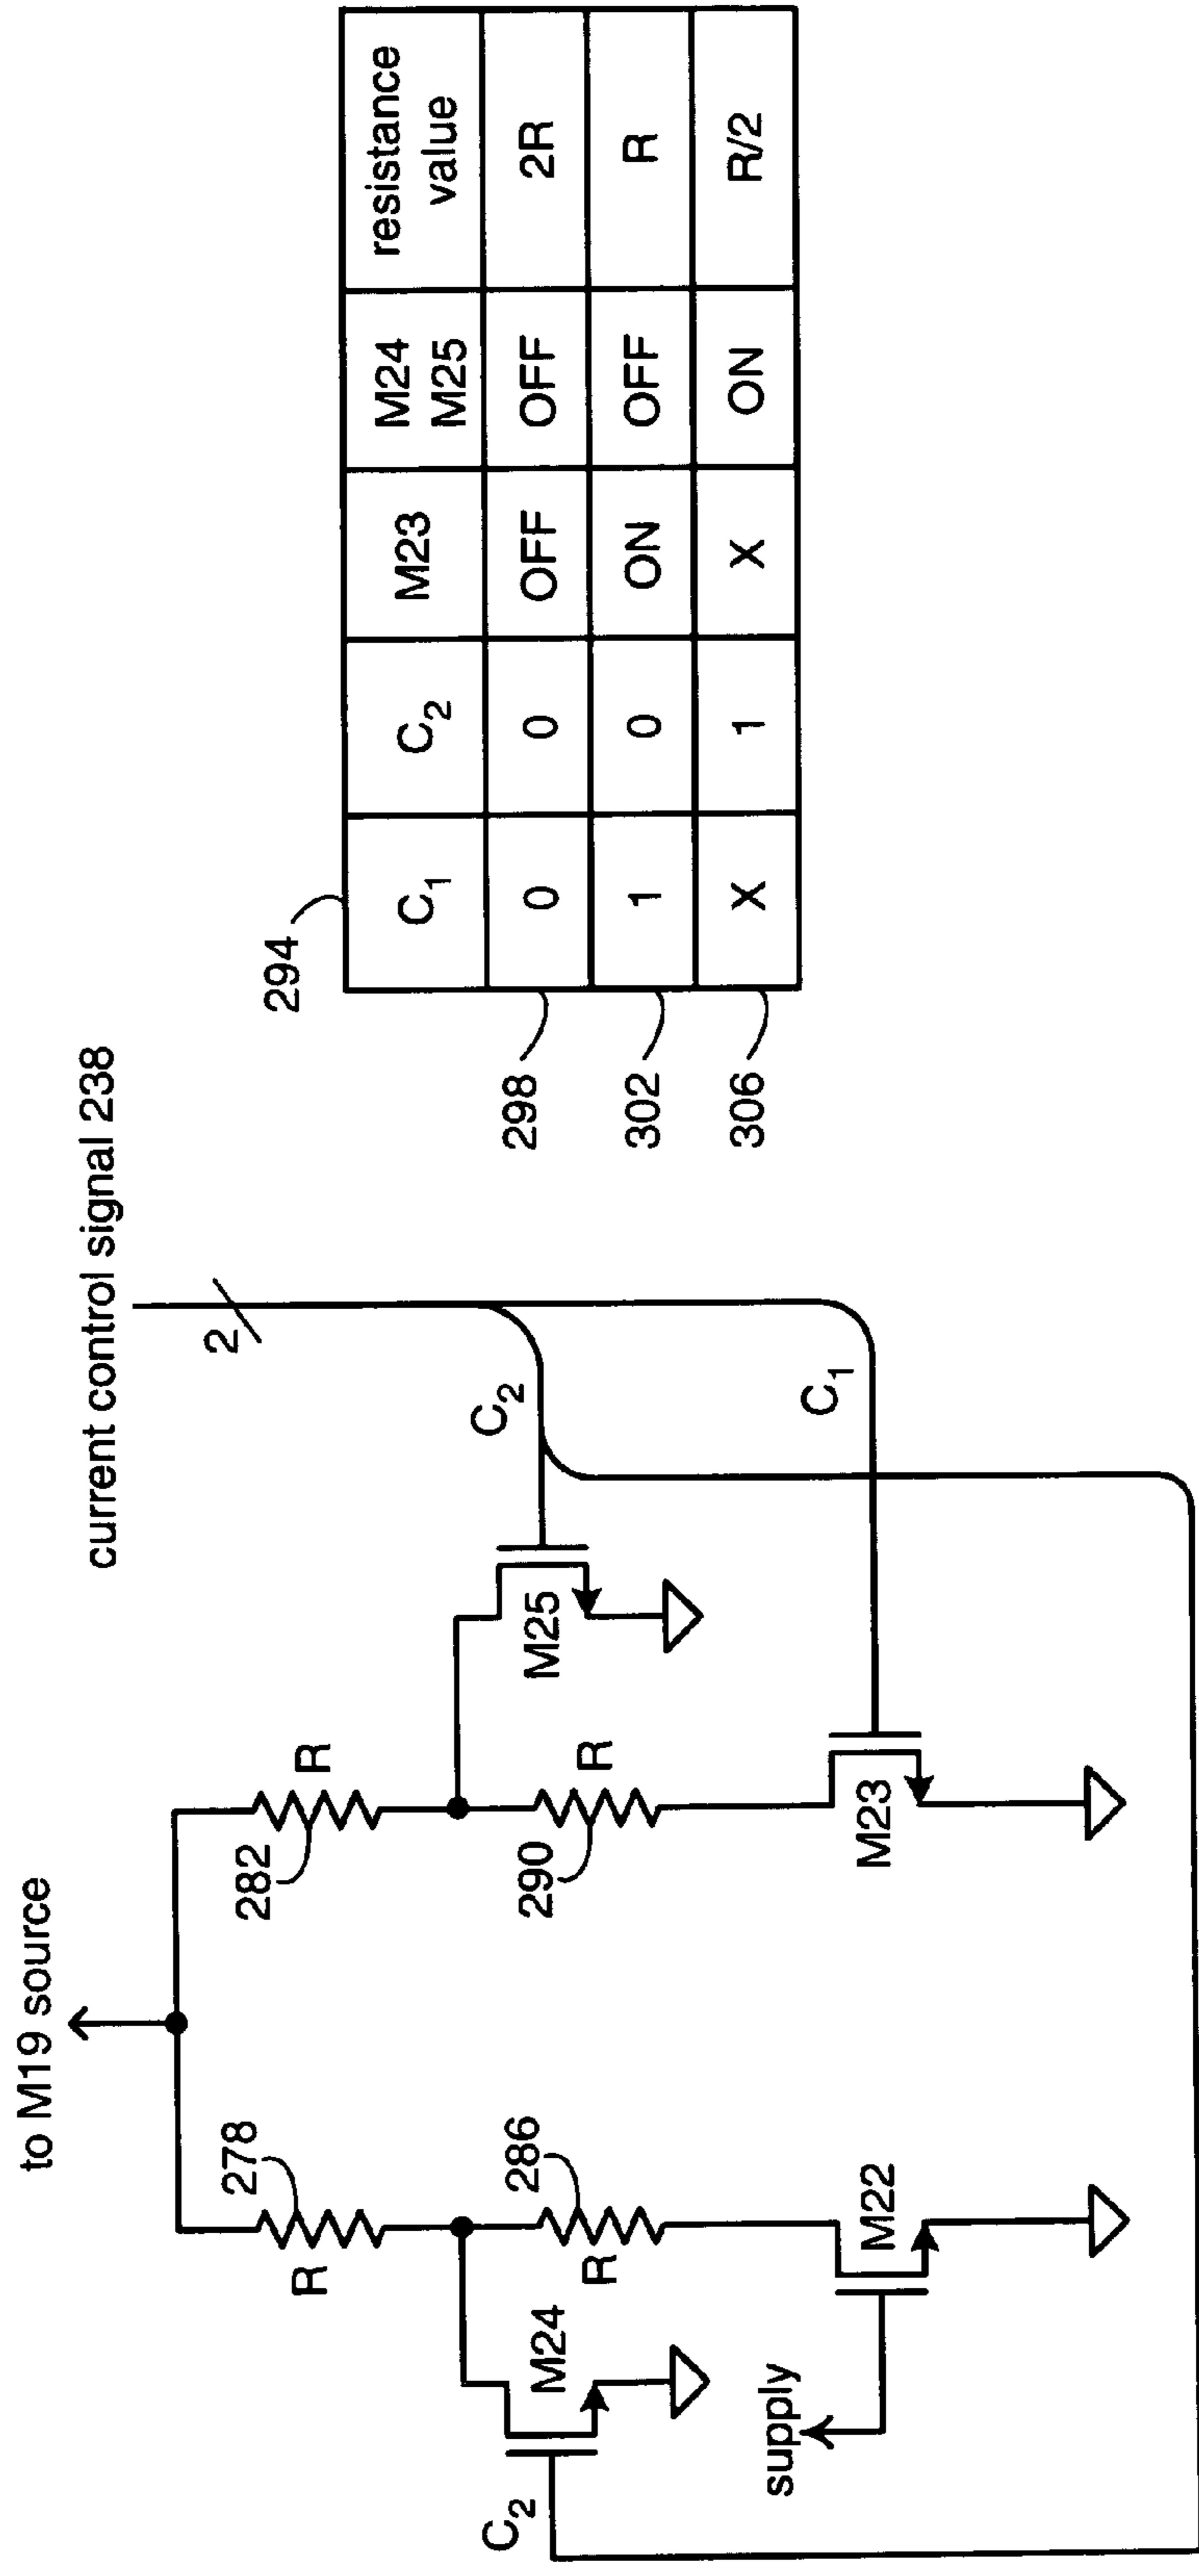 to M19 source
current control signal 238
2
278
R
282
R
C2
M24
286
R
290
R
M25
C2
supply
M22
M23
C1
294
C1 C2 M23 M24 M25 resistance value
298 0 0 OFF OFF 2R
302 1 0 ON OFF R
306 X 1 X ON R/2